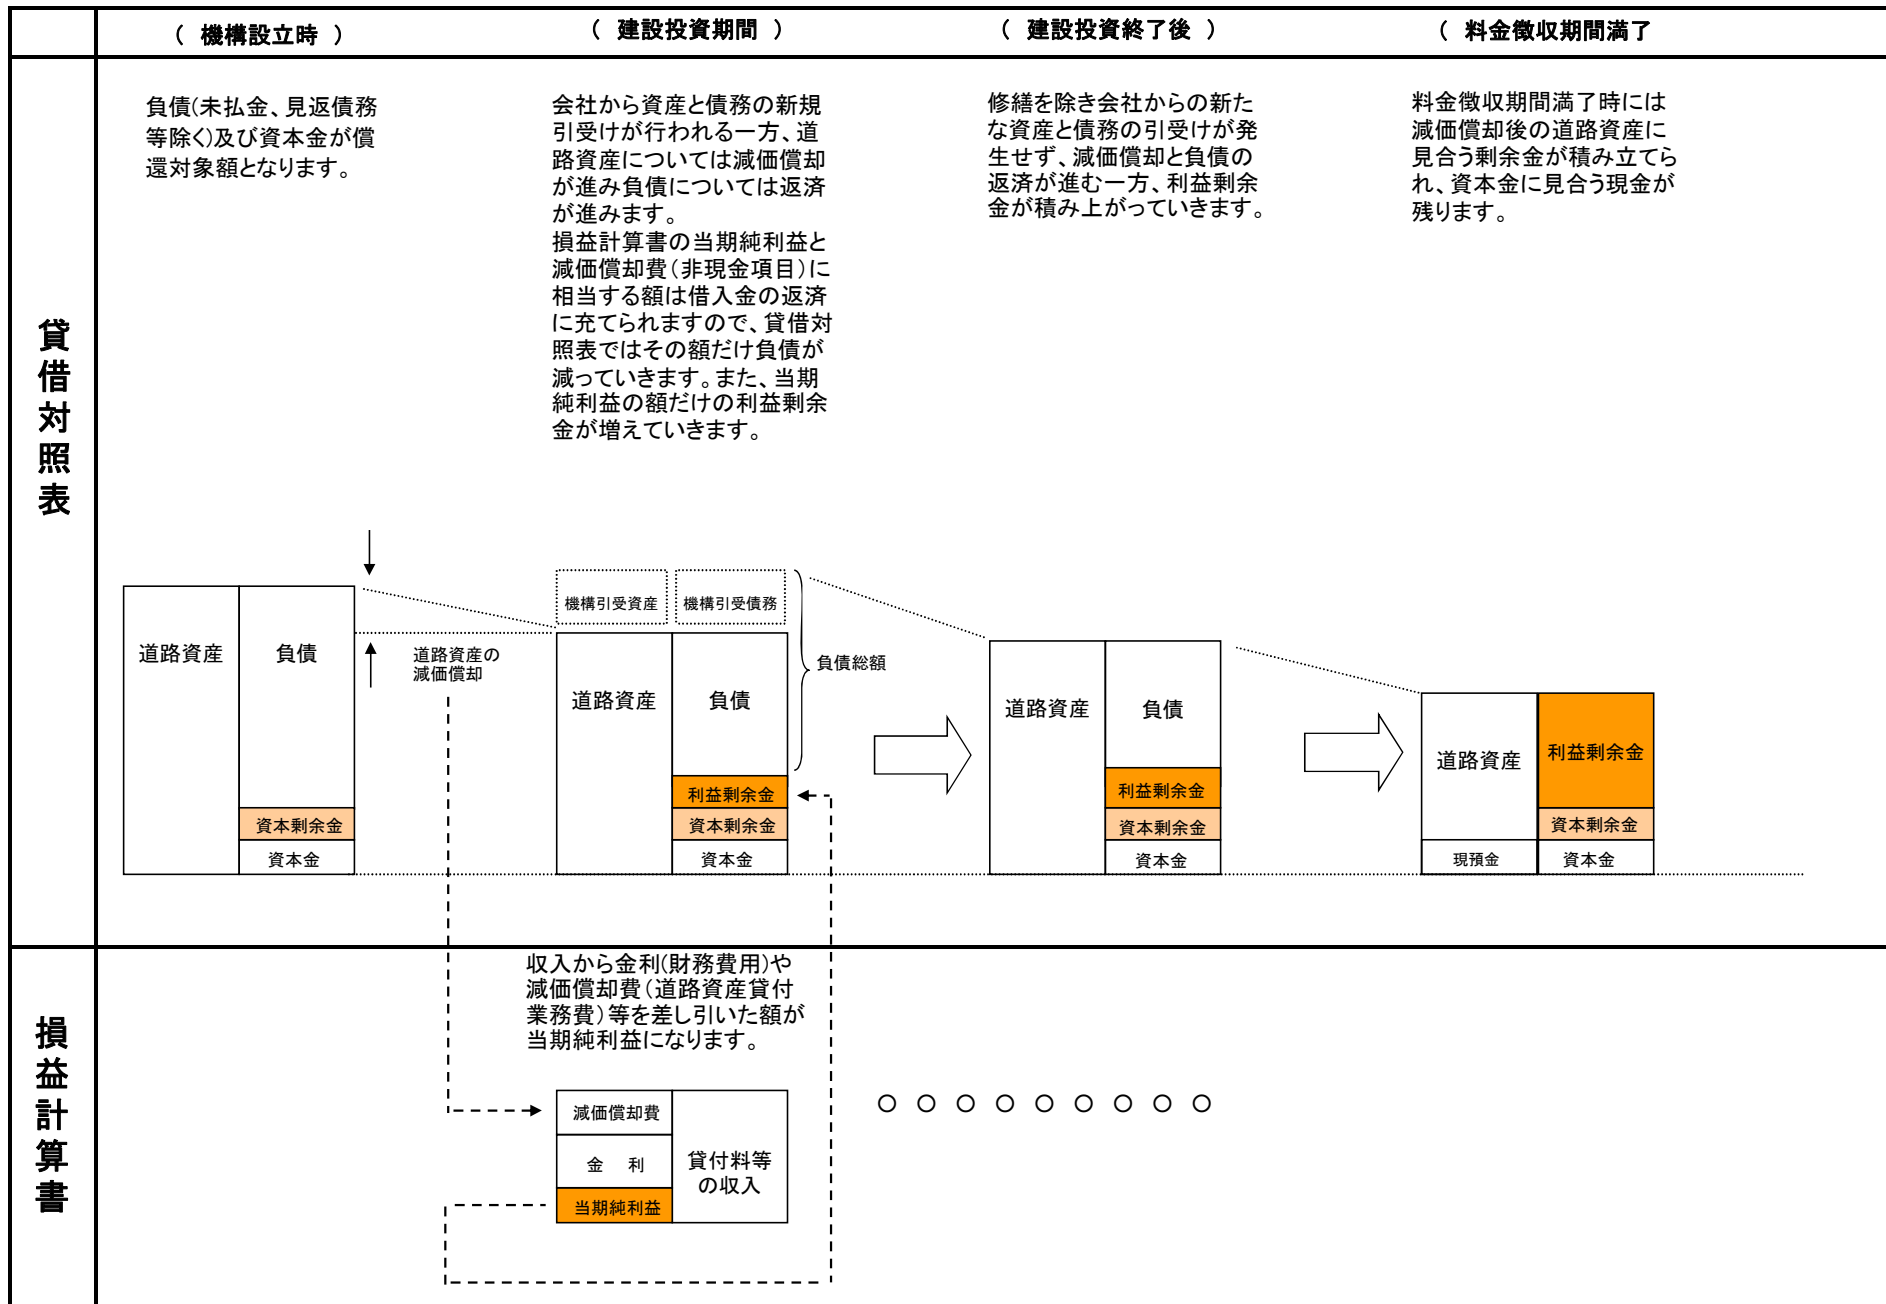 （ 機構設立時 ）
（ 建設投資期間 ）
（ 建設投資終了後 ）
（ 料金徴収期間満了
貸借対照表
負債(未払金、見返債務
等除く)及び資本金が償
還対象額となります。
会社から資産と債務の新規
引受けが行われる一方、道
路資産については減価償却
が進み負債については返済
が進みます。
損益計算書の当期純利益と
減価償却費（非現金項目）に
相当する額は借入金の返済
に充てられますので、貸借対
照表ではその額だけ負債が
減っていきます。また、当期
純利益の額だけの利益剰余
金が増えていきます。
修繕を除き会社からの新た
な資産と債務の引受けが発
生せず、減価償却と負債の
返済が進む一方、利益剰余
金が積み上がっていきます。
料金徴収期間満了時には
減価償却後の道路資産に
見合う剰余金が積み立てら
れ、資本金に見合う現金が
残ります。
道路資産
負債
資本剰余金
資本金
道路資産の
減価償却
機構引受資産
機構引受債務
道路資産
負債
利益剰余金
資本剰余金
資本金
負債総額
道路資産
負債
利益剰余金
資本剰余金
資本金
道路資産
現預金
利益剰余金
資本剰余金
資本金
損益計算書
収入から金利(財務費用)や
減価償却費（道路資産貸付
業務費）等を差し引いた額が
当期純利益になります。
減価償却費
金　利
当期純利益
貸付料等
の収入
○ ○ ○ ○ ○ ○ ○ ○ ○